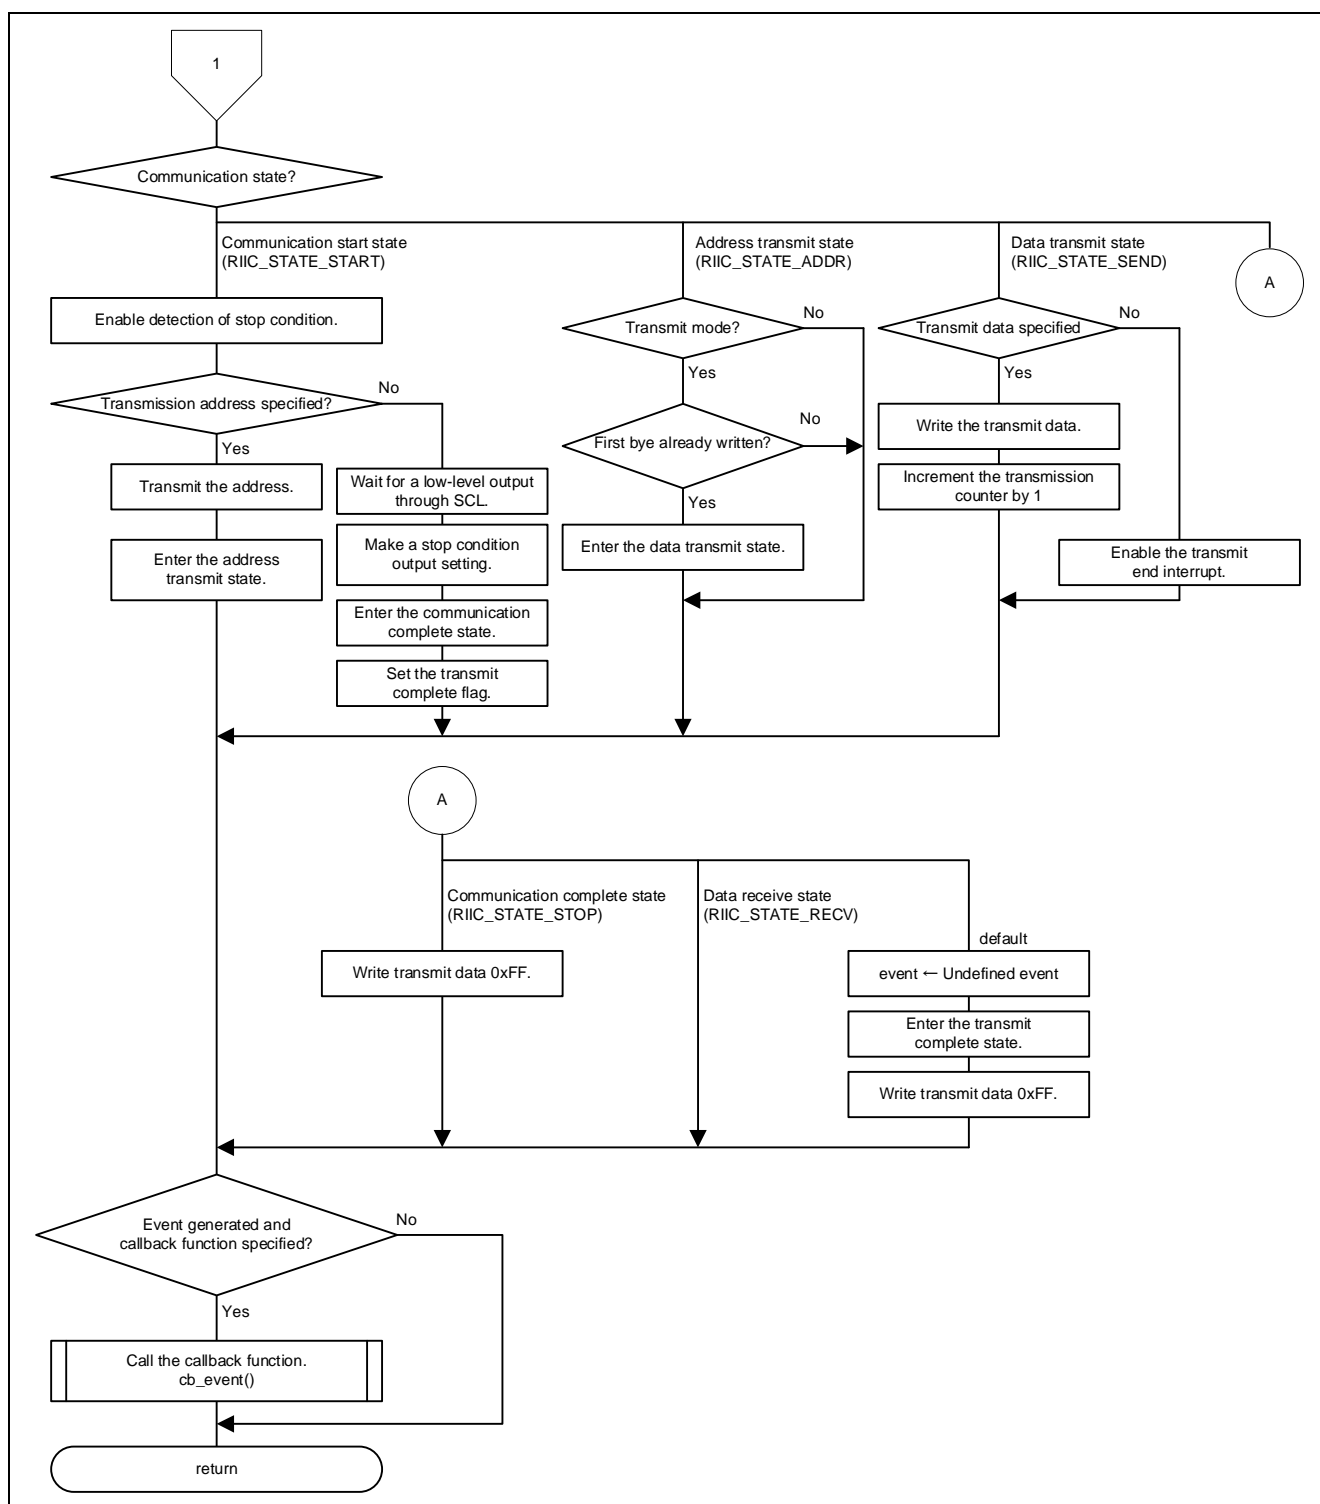 1
Communication state?
Communication start state
(RIIC_STATE_START)
Address transmit state
(RIIC_STATE_ADDR)
Data transmit state
(RIIC_STATE_SEND)
A
Enable detection of stop condition.
Transmit mode?
No
Yes
Transmit data specified
No
Yes
Transmission address specified?
No
Yes
First bye already written?
No
Yes
Write the transmit data.
Increment the transmission
counter by 1
Transmit the address.
Wait for a low-level output
through SCL.
Enter the address
transmit state.
Make a stop condition
output setting.
Enter the data transmit state.
Enable the transmit
end interrupt.
Enter the communication
complete state.
Set the transmit
complete flag.
A
Communication complete state
(RIIC_STATE_STOP)
Data receive state
(RIIC_STATE_RECV)
default
Write transmit data 0xFF.
event ← Undefined event
Enter the transmit
complete state.
Write transmit data 0xFF.
Event generated and
callback function specified?
No
Yes
Call the callback function.
cb_event()
return